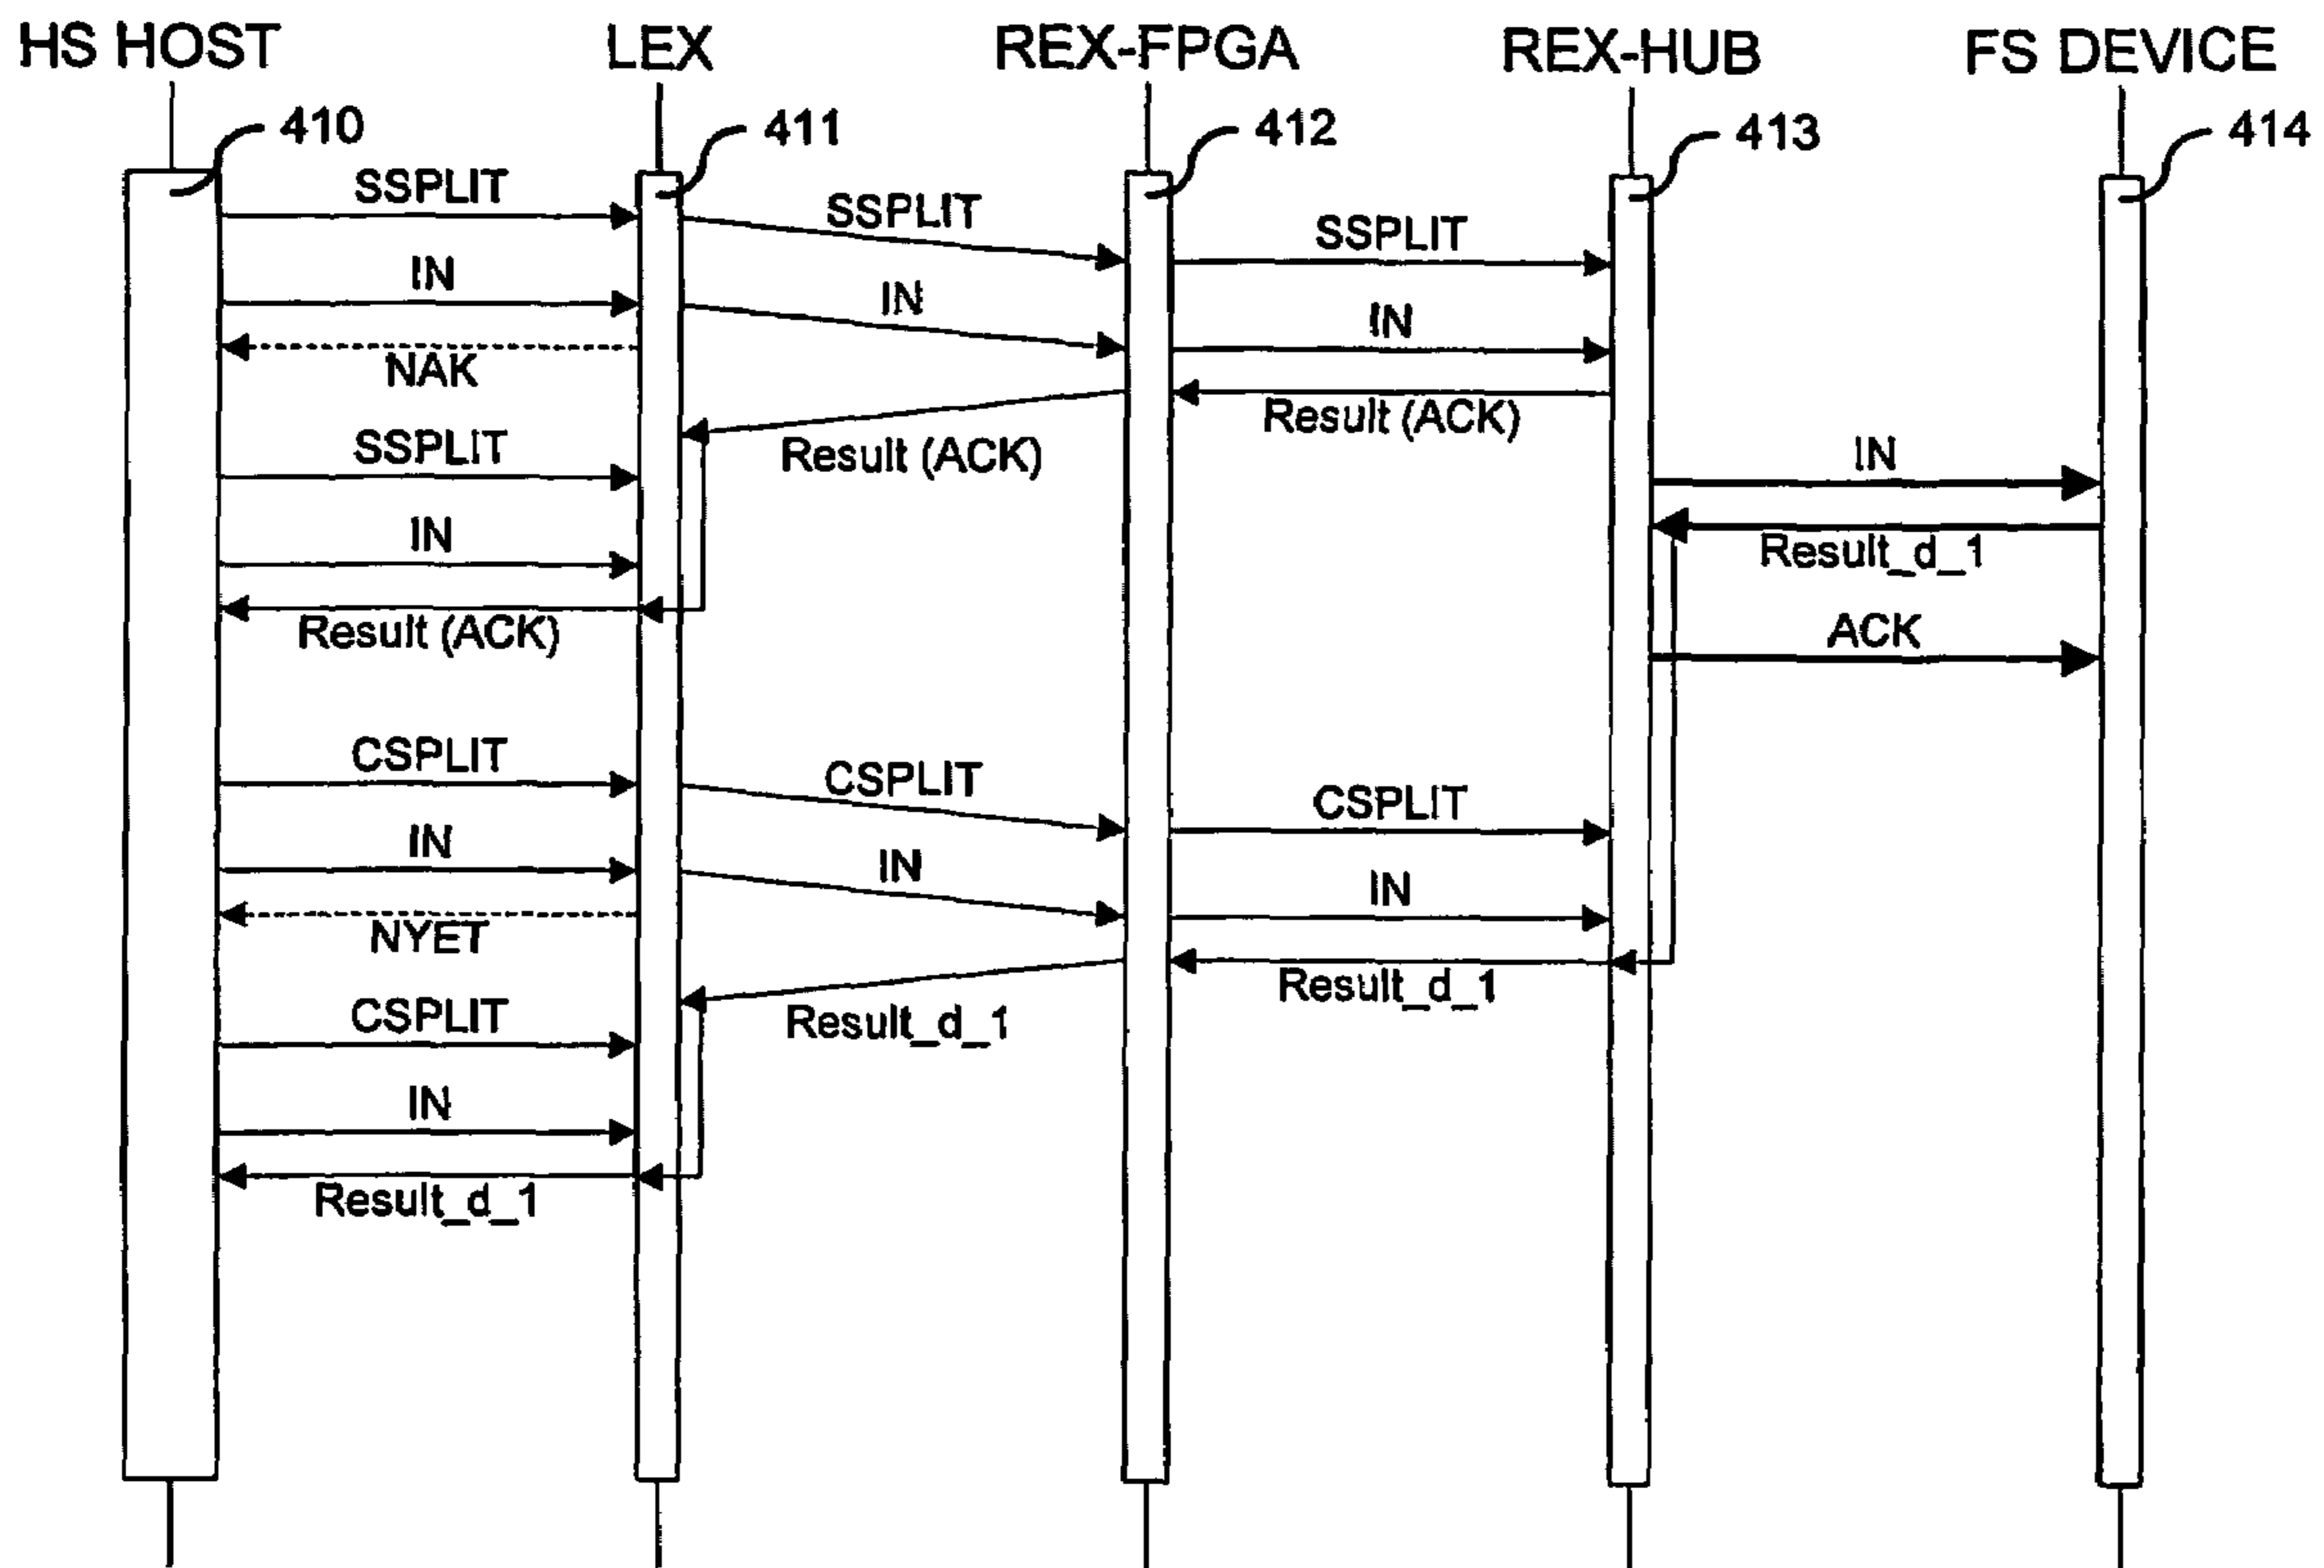 HS HOST LEX REX-FPGA REX-HUB FS DEVICE
410 411 412 413 414
SSPLIT
SSPLIT
SSPLIT
IN
IN
IN
NAK
Result (ACK)
Result (ACK)
SSPLIT
IN
IN
Result_d_1
Result (ACK)
ACK
CSPLIT
CSPLIT
CSPLIT
IN
IN
IN
NYET
Result_d_1
Result_d_1
CSPLIT
IN
Result_d_1